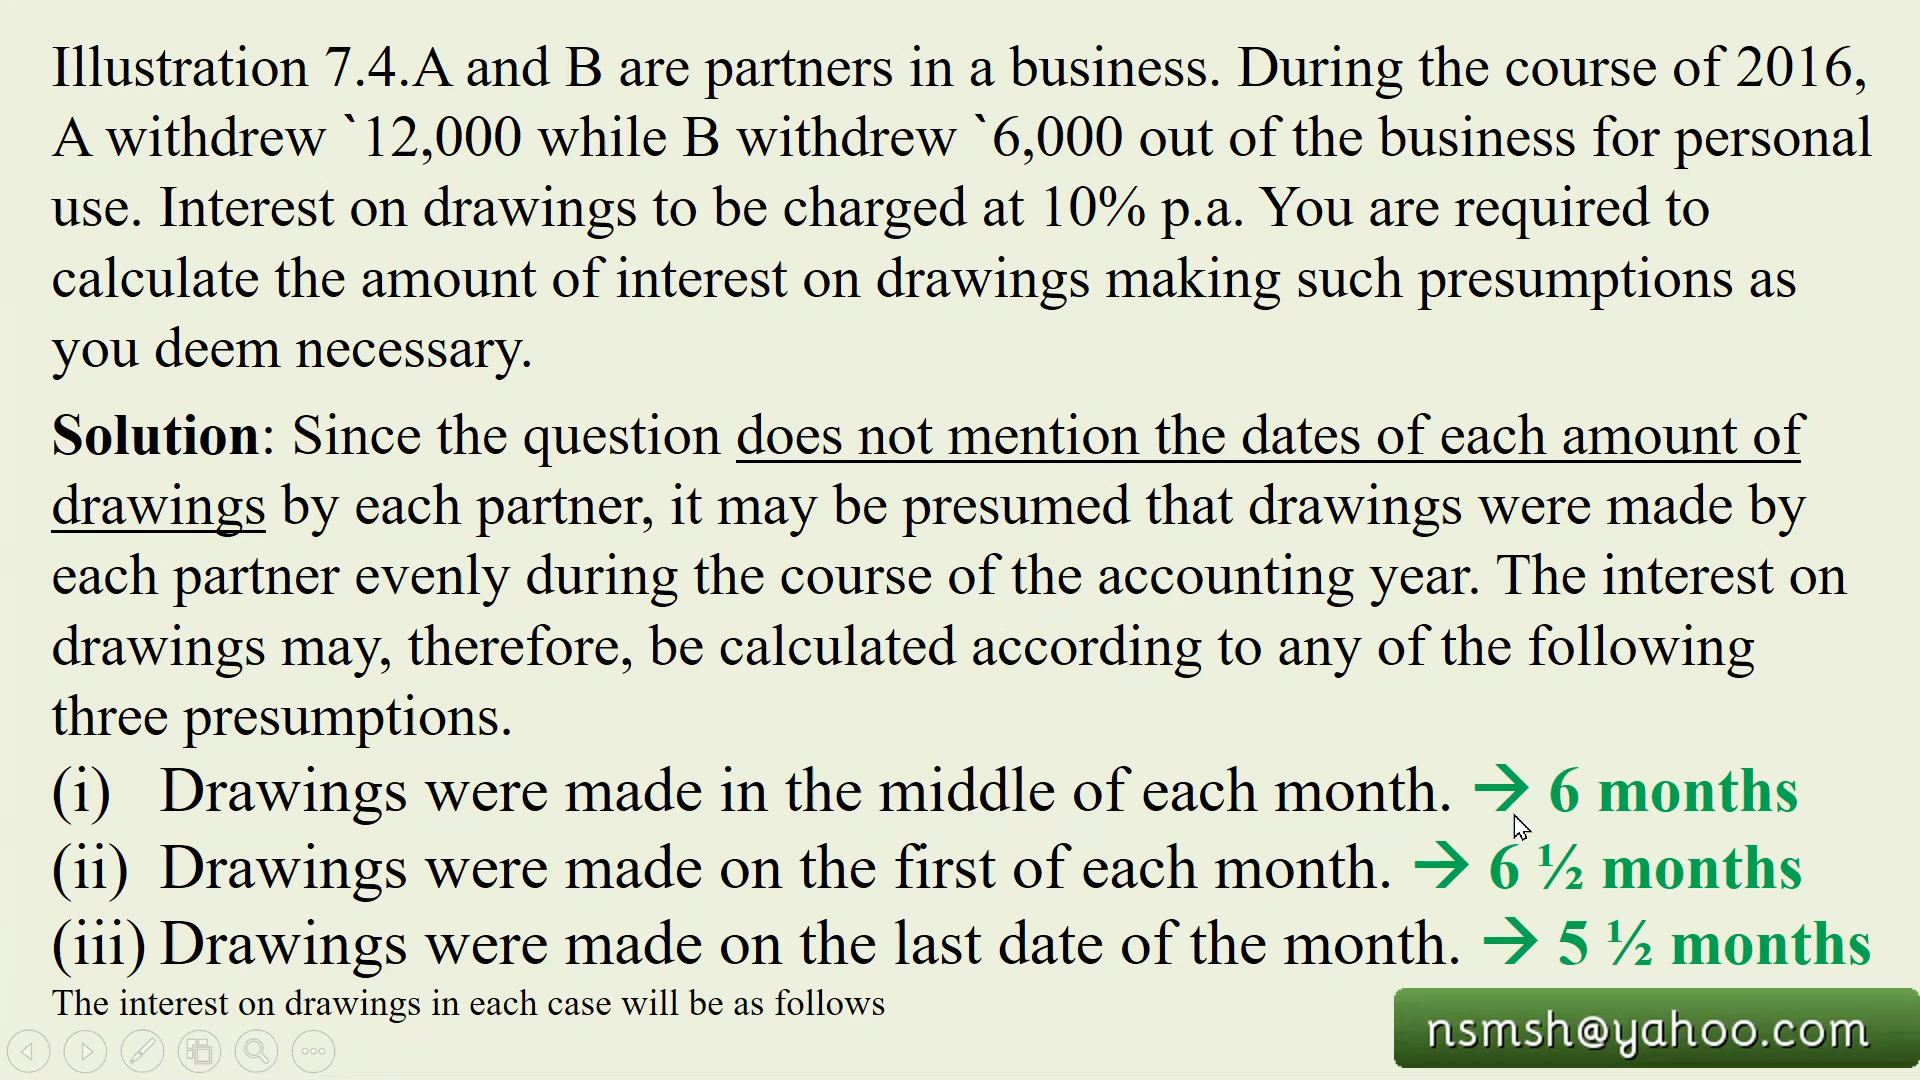 Illustration 7.4.A and B are partners in a business. During the course of 2016,
A withdrew `12,000 while B withdrew `6,000 out of the business for personal
use. Interest on drawings to be charged at 10% p.a. You are required to
calculate the amount of interest on drawings making such presumptions as
you deem necessary.
Solution: Since the question does not mention the dates of each amount of
drawings by each partner, it may be presumed that drawings were made by
each partner evenly during the course of the accounting year. The interest on
drawings may, therefore, be calculated according to any of the following
three presumptions.
(i) Drawings were made in the middle of each month. → 6 months
(ii) Drawings were made on the first of each month. → 6 ½ months
(iii) Drawings were made on the last date of the month. → 5 ½ months
The interest on drawings in each case will be as follows
nsmsh@yahoo.com